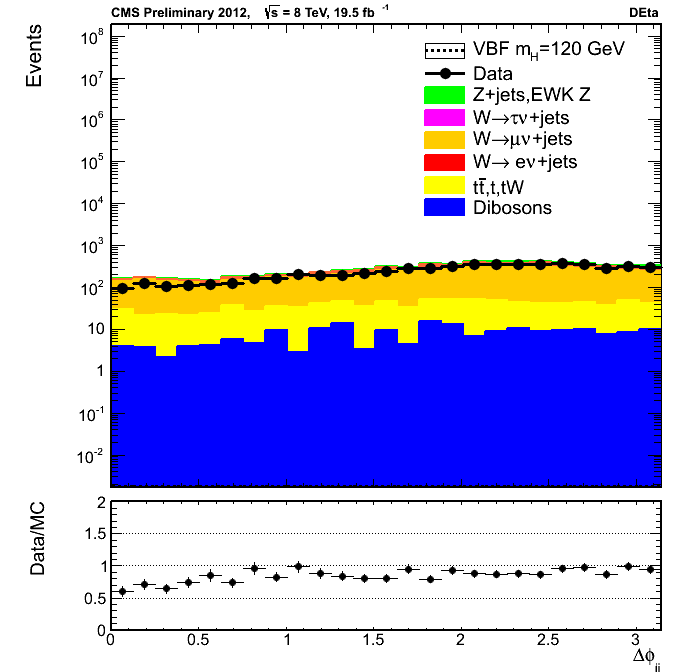 CMS Preliminary 2012, √s = 8 TeV, 19.5 fb⁻¹ DEta
Events
10⁸
10⁷
10⁶
10⁵
10⁴
10³
10²
10
1
10⁻¹
10⁻²
VBF m_H=120 GeV
Data
Z+jets,EWK Z
W→τν+jets
W→μν+jets
W→ eν+jets
tt̄,t,tW
Dibosons
Data/MC
2
1.5
1
0.5
0
0 0.5 1 1.5 2 2.5 3
Δϕ_jj